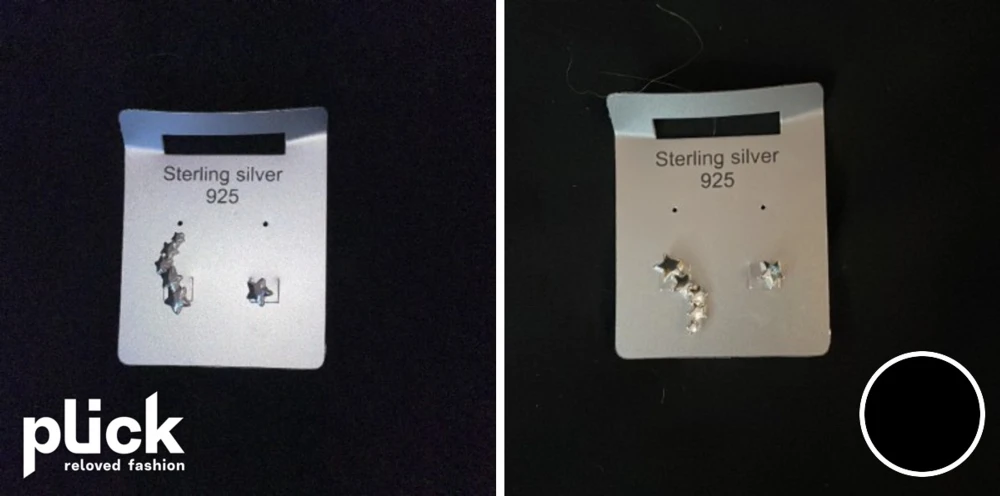 Sterling silver
925
plick
reloved fashion
Sterling silver
925